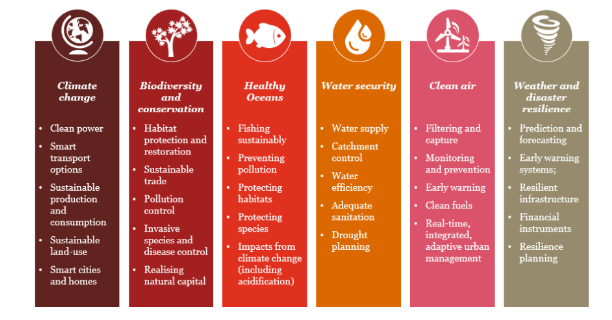 Climate
change
• Clean power
• Smart
transport
options
• Sustainable
production
and
consumption
• Sustainable
land-use
• Smart cities
and homes
Biodiversity
and
conservation
• Habitat
protection and
restoration
• Sustainable
trade
• Pollution
control
• Invasive
species and
disease control
• Realising
natural capital
Healthy
Oceans
• Fishing
sustainably
• Preventing
pollution
• Protecting
habitats
• Protecting
species
• Impacts from
climate change
(including
acidification)
Water security
• Water supply
• Catchment
control
• Water
efficiency
• Adequate
sanitation
• Drought
planning
Clean air
• Filtering and
capture
• Monitoring
and prevention
• Early warning
• Clean fuels
• Real-time,
integrated,
adaptive urban
management
Weather and
disaster
resilience
• Prediction and
forecasting
• Early warning
systems;
• Resilient
infrastructure
• Financial
instruments
• Resilience
planning